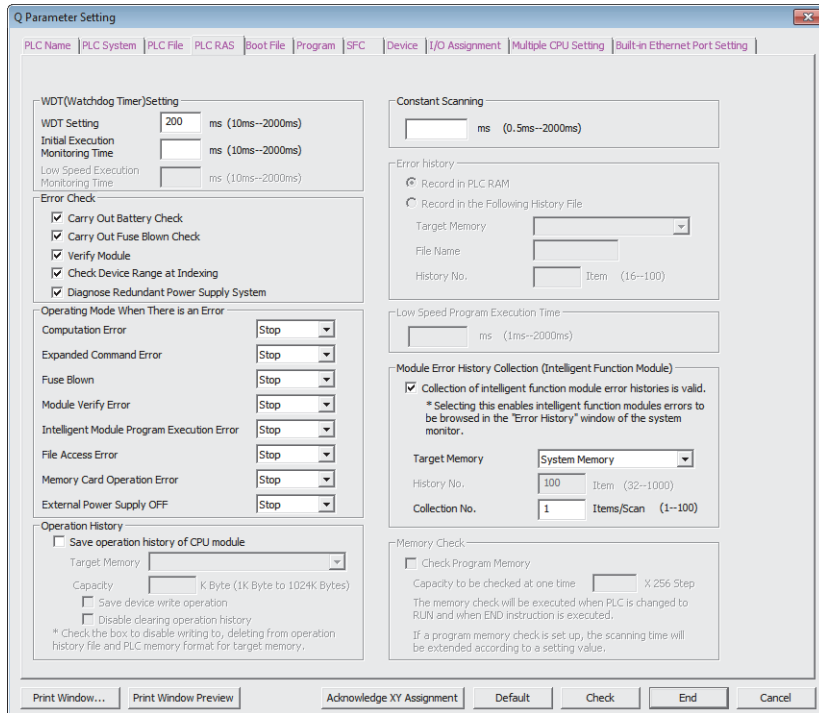 Q Parameter Setting
PLC Name
PLC System
PLC File
PLC RAS
Boot File
Program
SFC
Device
I/O Assignment
Multiple CPU Setting
Built-in Ethernet Port Setting
WDT(Watchdog Timer)Setting
WDT Setting 200 ms (10ms--2000ms)
Initial Execution
Monitoring Time ms (10ms--2000ms)
Low Speed Execution
Monitoring Time ms (10ms--2000ms)
Error Check
Carry Out Battery Check
Carry Out Fuse Blown Check
Verify Module
Check Device Range at Indexing
Diagnose Redundant Power Supply System
Operating Mode When There is an Error
Computation Error Stop
Expanded Command Error Stop
Fuse Blown Stop
Module Verify Error Stop
Intelligent Module Program Execution Error Stop
File Access Error Stop
Memory Card Operation Error Stop
External Power Supply OFF Stop
Operation History
Save operation history of CPU module
Target Memory
Capacity K Byte (1K Byte to 1024K Bytes)
Save device write operation
Disable clearing operation history
* Check the box to disable writing to, deleting from operation
history file and PLC memory format for target memory.
Constant Scanning
ms (0.5ms--2000ms)
Error history
Record in PLC RAM
Record in the Following History File
Target Memory
File Name
History No. Item (16--100)
Low Speed Program Execution Time
ms (1ms--2000ms)
Module Error History Collection (Intelligent Function Module)
Collection of intelligent function module error histories is valid.
* Selecting this enables intelligent function modules errors to
be browsed in the "Error History" window of the system
monitor.
Target Memory System Memory
History No. 100 Item (32--1000)
Collection No. 1 Items/Scan (1--100)
Memory Check
Check Program Memory
Capacity to be checked at one time X 256 Step
The memory check will be executed when PLC is changed to
RUN and when END instruction is executed.
If a program memory check is set up, the scanning time will
be extended according to a setting value.
Print Window...
Print Window Preview
Acknowledge XY Assignment
Default
Check
End
Cancel